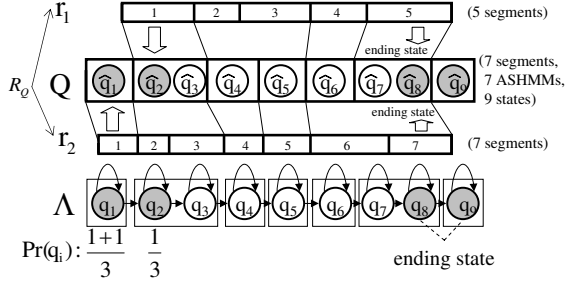 r₁ 1 2 3 4 5 (5 segments)
ending state
R_Q Q q̂₁ q̂₂ q̂₃ q̂₄ q̂₅ q̂₆ q̂₇ q̂₈ q̂₉ (7 segments,
7 ASHMMs,
9 states)
ending state
r₂ 1 2 3 4 5 6 7 (7 segments)
Λ q₁ q₂ q₃ q₄ q₅ q₆ q₇ q₈ q₉
Pr(qᵢ): 1+1/3 1/3
ending state